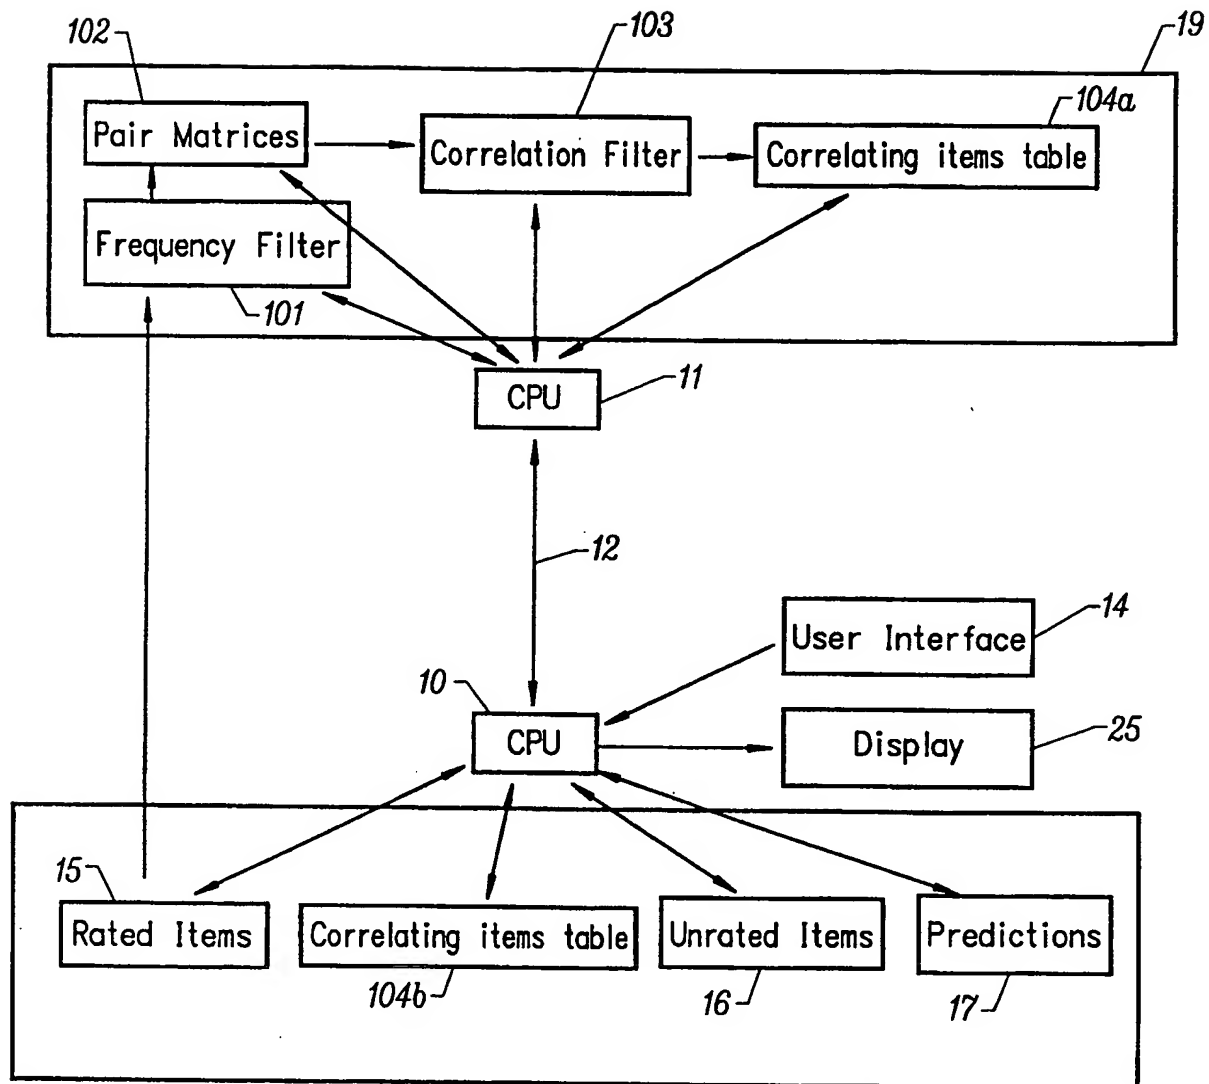 102
103
19
104a
Pair Matrices
Correlation Filter
Correlating items table
Frequency Filter
101
CPU
11
12
14
User Interface
10
CPU
Display
25
15
Rated Items
Correlating items table
Unrated Items
Predictions
104b
16
17